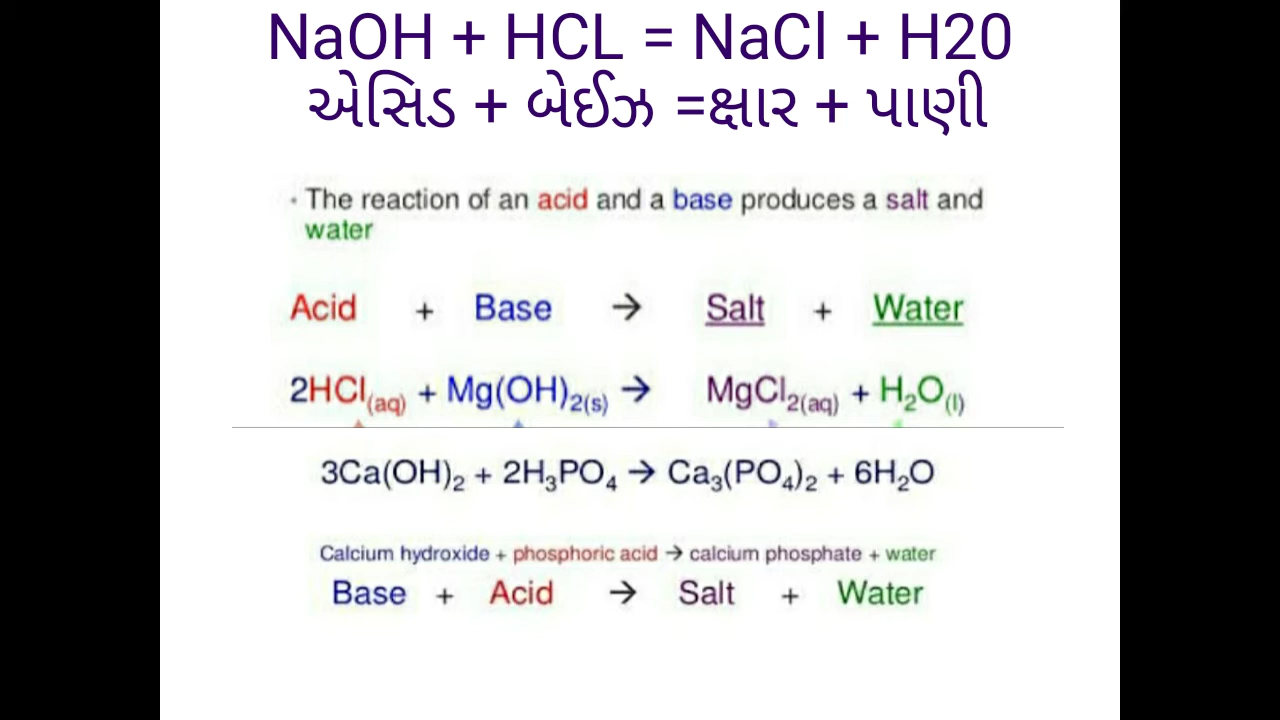 NaOH + HCL = NaCl + H20
એસિડ + બેઈઝ =ક્ષાર + પાણી
· The reaction of an acid and a base produces a salt and
water
Acid + Base → Salt + Water
2HCl(aq) + Mg(OH)2(s) → MgCl2(aq) + H2O(l)
3Ca(OH)2 + 2H3PO4 → Ca3(PO4)2 + 6H2O
Calcium hydroxide + phosphoric acid → calcium phosphate + water
Base + Acid → Salt + Water